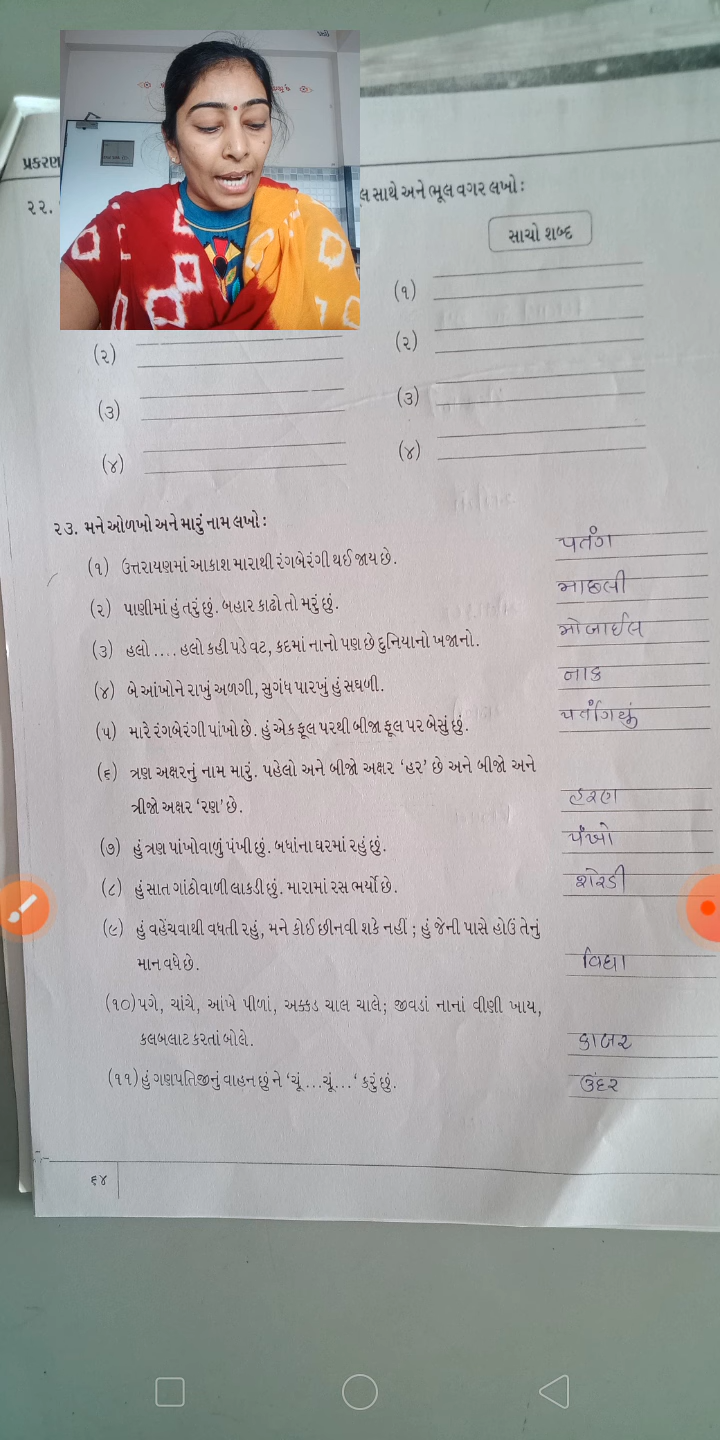 પ્રકરણ
૨૨. લ સાથે અને ભૂલ વગર લખો :
સાચો શબ્દ
(૧)
(૨) (૨)
(૩) (૩)
(૪) (૪)
૨૩. મને ઓળખો અને મારું નામ લખો :
(૧) ઉત્તરાયણમાં આકાશ મારાથી રંગબેરંગી થઈ જાય છે. પતંગ
(૨) પાણીમાં હું તરું છું. બહાર કાઢો તો મરું છું. માછલી
(૩) હલો .... હલો કહી પડે વટ, કદમાં નાનો પણ છે દુનિયાનો ખજાનો. મોબાઈલ
(૪) બે આંખોને રાખું અળગી, સુગંધ પારખું હું સઘળી. નાક
(૫) મારે રંગબેરંગી પાંખો છે. હું એક ફૂલ પરથી બીજા ફૂલ પર બેસું છું. પતંગિયું
(૬) ત્રણ અક્ષરનું નામ મારું. પહેલો અને બીજો અક્ષર ‘હર’ છે અને બીજો અને
ત્રીજો અક્ષર ‘રણ’ છે. હરણ
(૭) હું ત્રણ પાંખોવાળું પંખી છું. બધાંના ઘરમાં રહું છું. પંખો
(૮) હું સાત ગાંઠોવાળી લાકડી છું. મારામાં રસ ભર્યો છે. શેરડી
(૯) હું વહેંચવાથી વધતી રહું, મને કોઈ છીનવી શકે નહીં ; હું જેની પાસે હોઉં તેનું
માન વધે છે. વિદ્યા
(૧૦) પગે, ચાંચે, આંખે પીળાં, અક્કડ ચાલ ચાલે; જીવડાં નાનાં વીણી ખાય,
કલબલાટ કરતાં બોલે. કાબર
(૧૧) હું ગણપતિજીનું વાહન છું ને ‘ચૂં ...ચૂં...‘ કરું છું. ઉંદર
૬૪